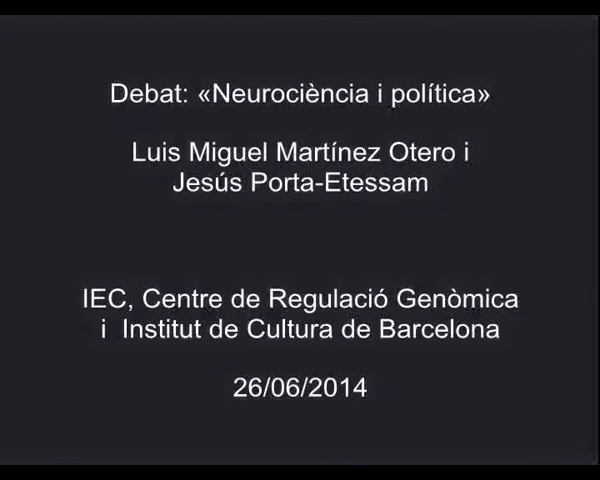 Debat: «Neurociència i política»
Luis Miguel Martínez Otero i
Jesús Porta-Etessam
IEC, Centre de Regulació Genòmica
i Institut de Cultura de Barcelona
26/06/2014